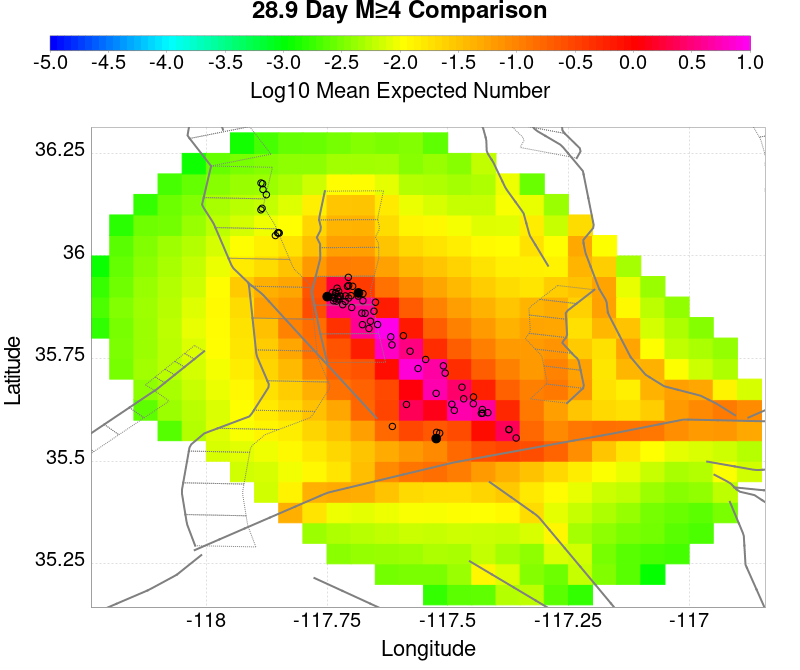 28.9 Day M≥4 Comparison
-5.0 -4.5 -4.0 -3.5 -3.0 -2.5 -2.0 -1.5 -1.0 -0.5 0.0 0.5 1.0
Log10 Mean Expected Number
36.25
36
35.75
35.5
35.25
Latitude
-118 -117.75 -117.5 -117.25 -117
Longitude